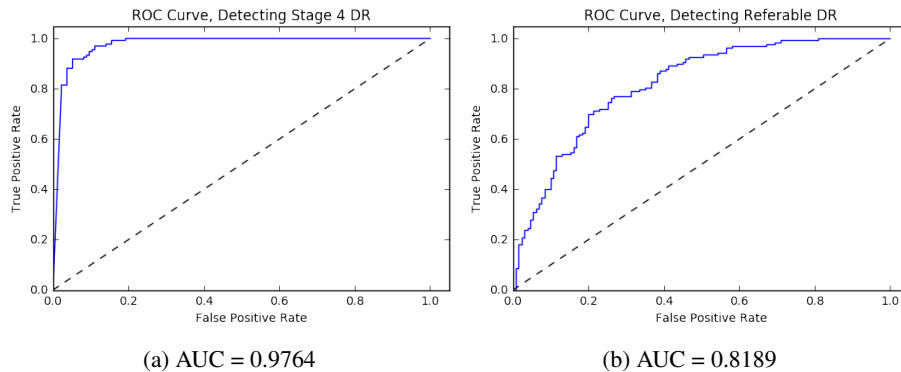 ROC Curve, Detecting Stage 4 DR
1.0
0.8
0.6
0.4
0.2
0.0
True Positive Rate
0.0 0.2 0.4 0.6 0.8 1.0
False Positive Rate
(a) AUC = 0.9764
ROC Curve, Detecting Referable DR
1.0
0.8
0.6
0.4
0.2
0.0
True Positive Rate
0.0 0.2 0.4 0.6 0.8 1.0
False Positive Rate
(b) AUC = 0.8189